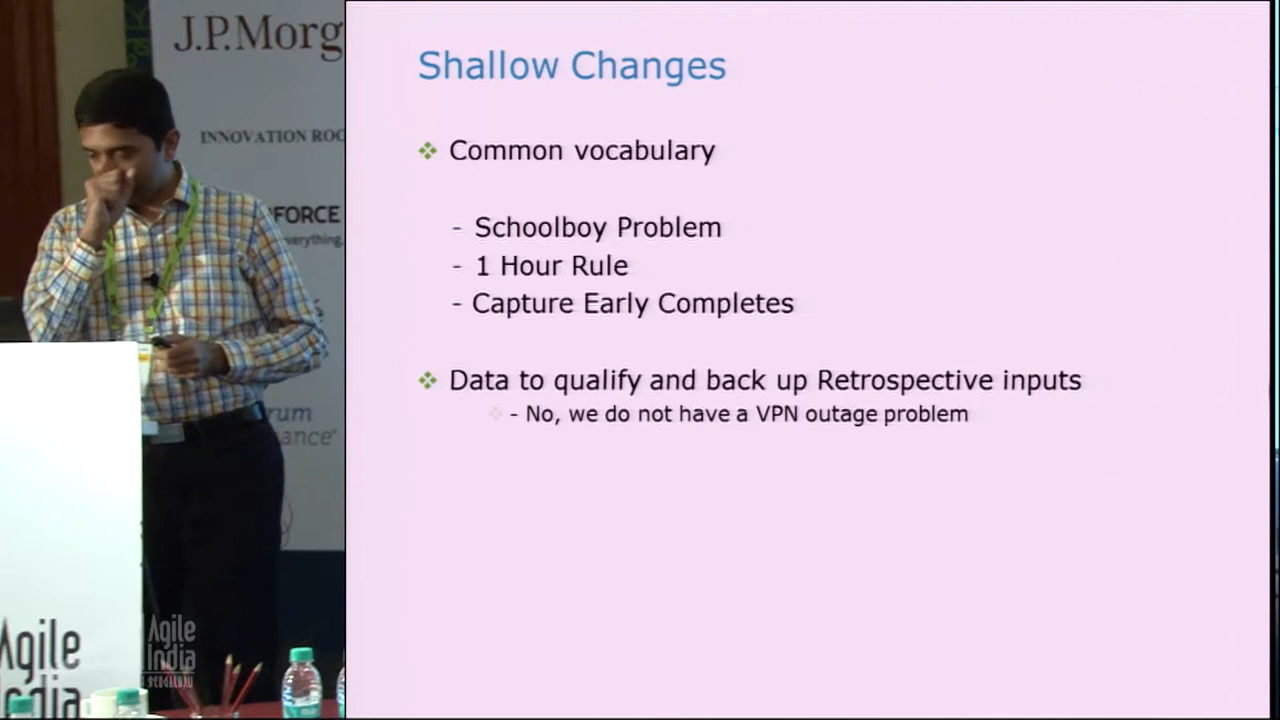 J.P.Morg
INNOVATION ROO
FORCE
verything.
rum
ance"
Agile
India
Agile
India
BENGALURU
Shallow Changes
Common vocabulary
- Schoolboy Problem
- 1 Hour Rule
- Capture Early Completes
Data to qualify and back up Retrospective inputs
- No, we do not have a VPN outage problem